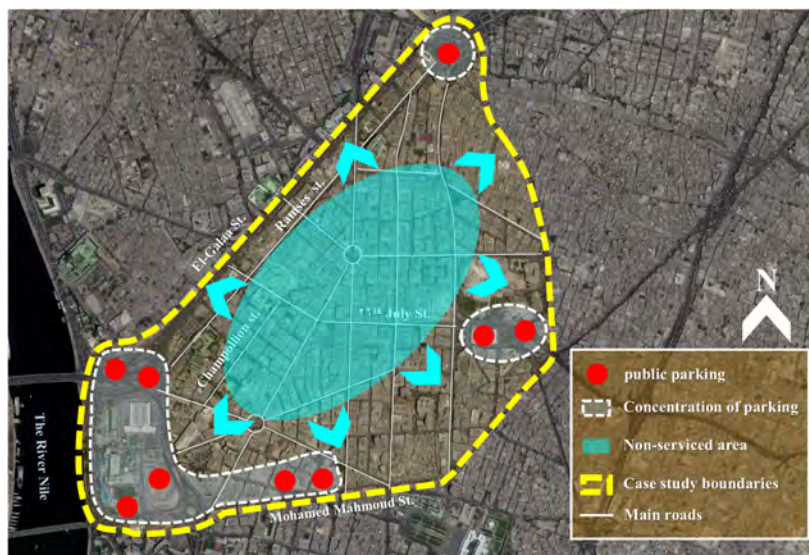 El-Galaa St.
Ramses st.
Champollion st.
July St.
The River Nile
Mohamed Mahmoud St.
N
public parking
Concentration of parking
Non-serviced area
Case study boundaries
Main roads